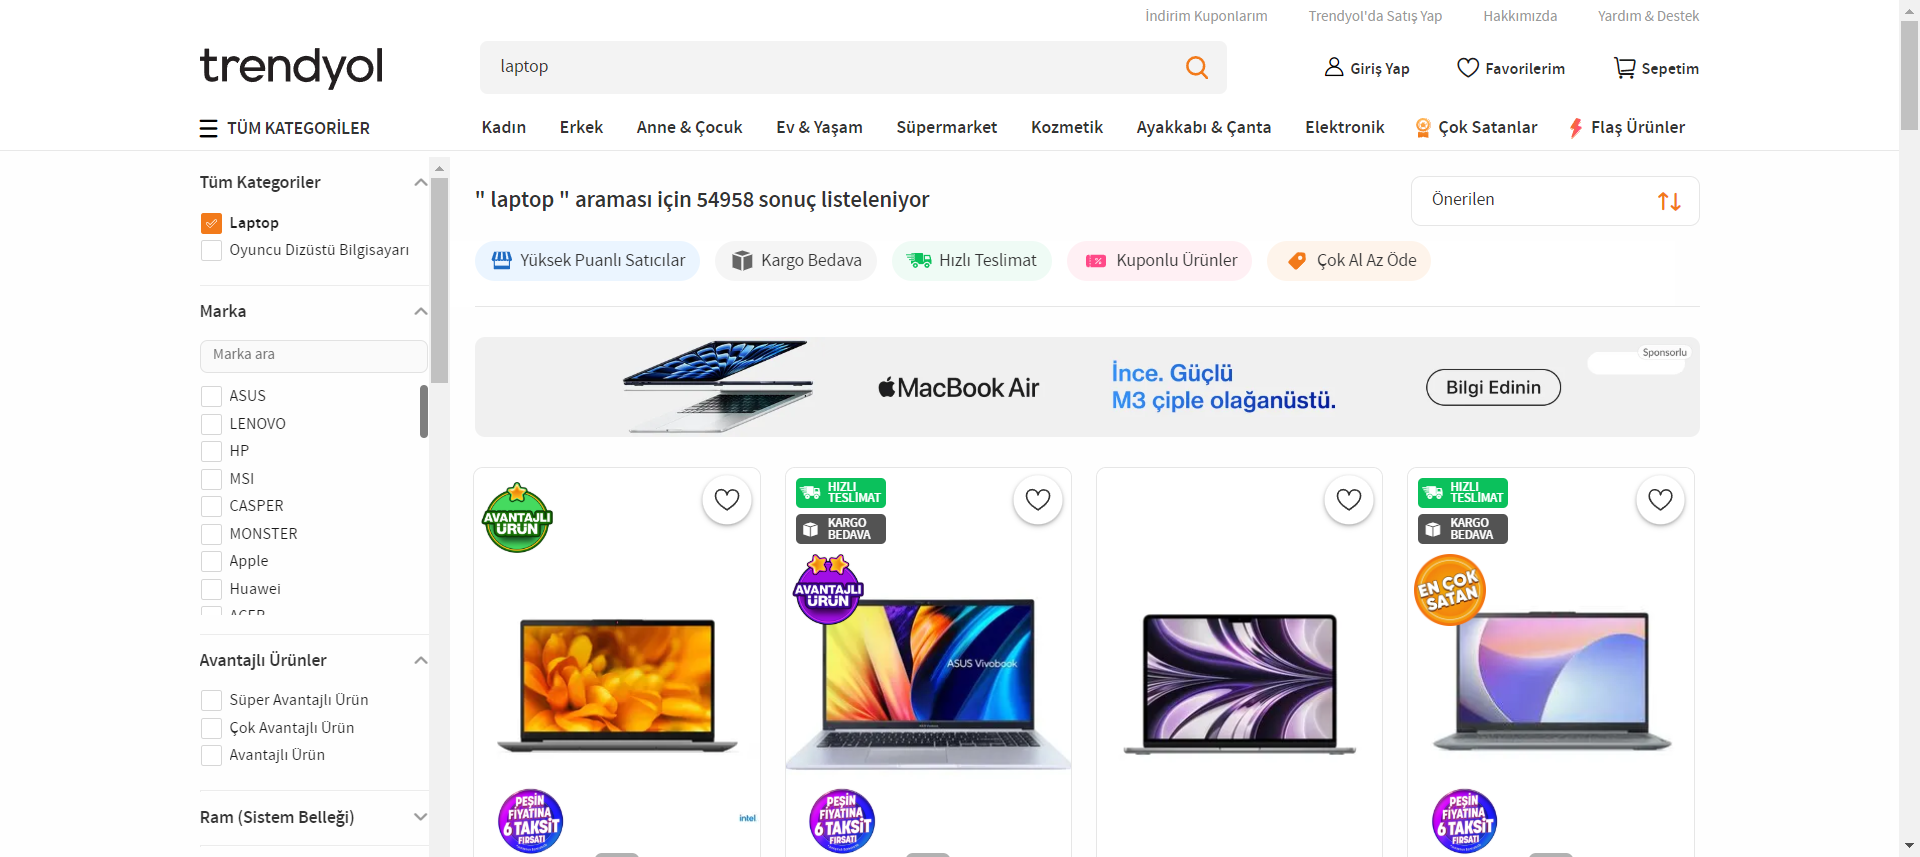 İndirim Kuponlarım
Trendyol'da Satış Yap
Hakkımızda
Yardım & Destek
trendyol
laptop
Giriş Yap
Favorilerim
Sepetim
TÜM KATEGORİLER
Kadın
Erkek
Anne & Çocuk
Ev & Yaşam
Süpermarket
Kozmetik
Ayakkabı & Çanta
Elektronik
Çok Satanlar
Flaş Ürünler
Tüm Kategoriler
Laptop
Oyuncu Dizüstü Bilgisayarı
Marka
Marka ara
ASUS
LENOVO
HP
MSI
CASPER
MONSTER
Apple
Huawei
ACER
Avantajlı Ürünler
Süper Avantajlı Ürün
Çok Avantajlı Ürün
Avantajlı Ürün
Ram (Sistem Belleği)
" laptop " araması için 54958 sonuç listeleniyor
Önerilen
Yüksek Puanlı Satıcılar
Kargo Bedava
Hızlı Teslimat
Kuponlu Ürünler
Çok Al Az Öde
MacBook Air
İnce. Güçlü
M3 çiple olağanüstü.
Bilgi Edinin
Sponsorlu
AVANTAJLI
ÜRÜN
PEŞİN
FİYATINA
6 TAKSİT
FIRSATI
intel
HIZLI
TESLİMAT
KARGO
BEDAVA
AVANTAJLI
ÜRÜN
ASUS Vivobook
PEŞİN
FİYATINA
6 TAKSİT
FIRSATI
HIZLI
TESLİMAT
KARGO
BEDAVA
EN ÇOK
SATAN
PEŞİN
FİYATINA
6 TAKSİT
FIRSATI